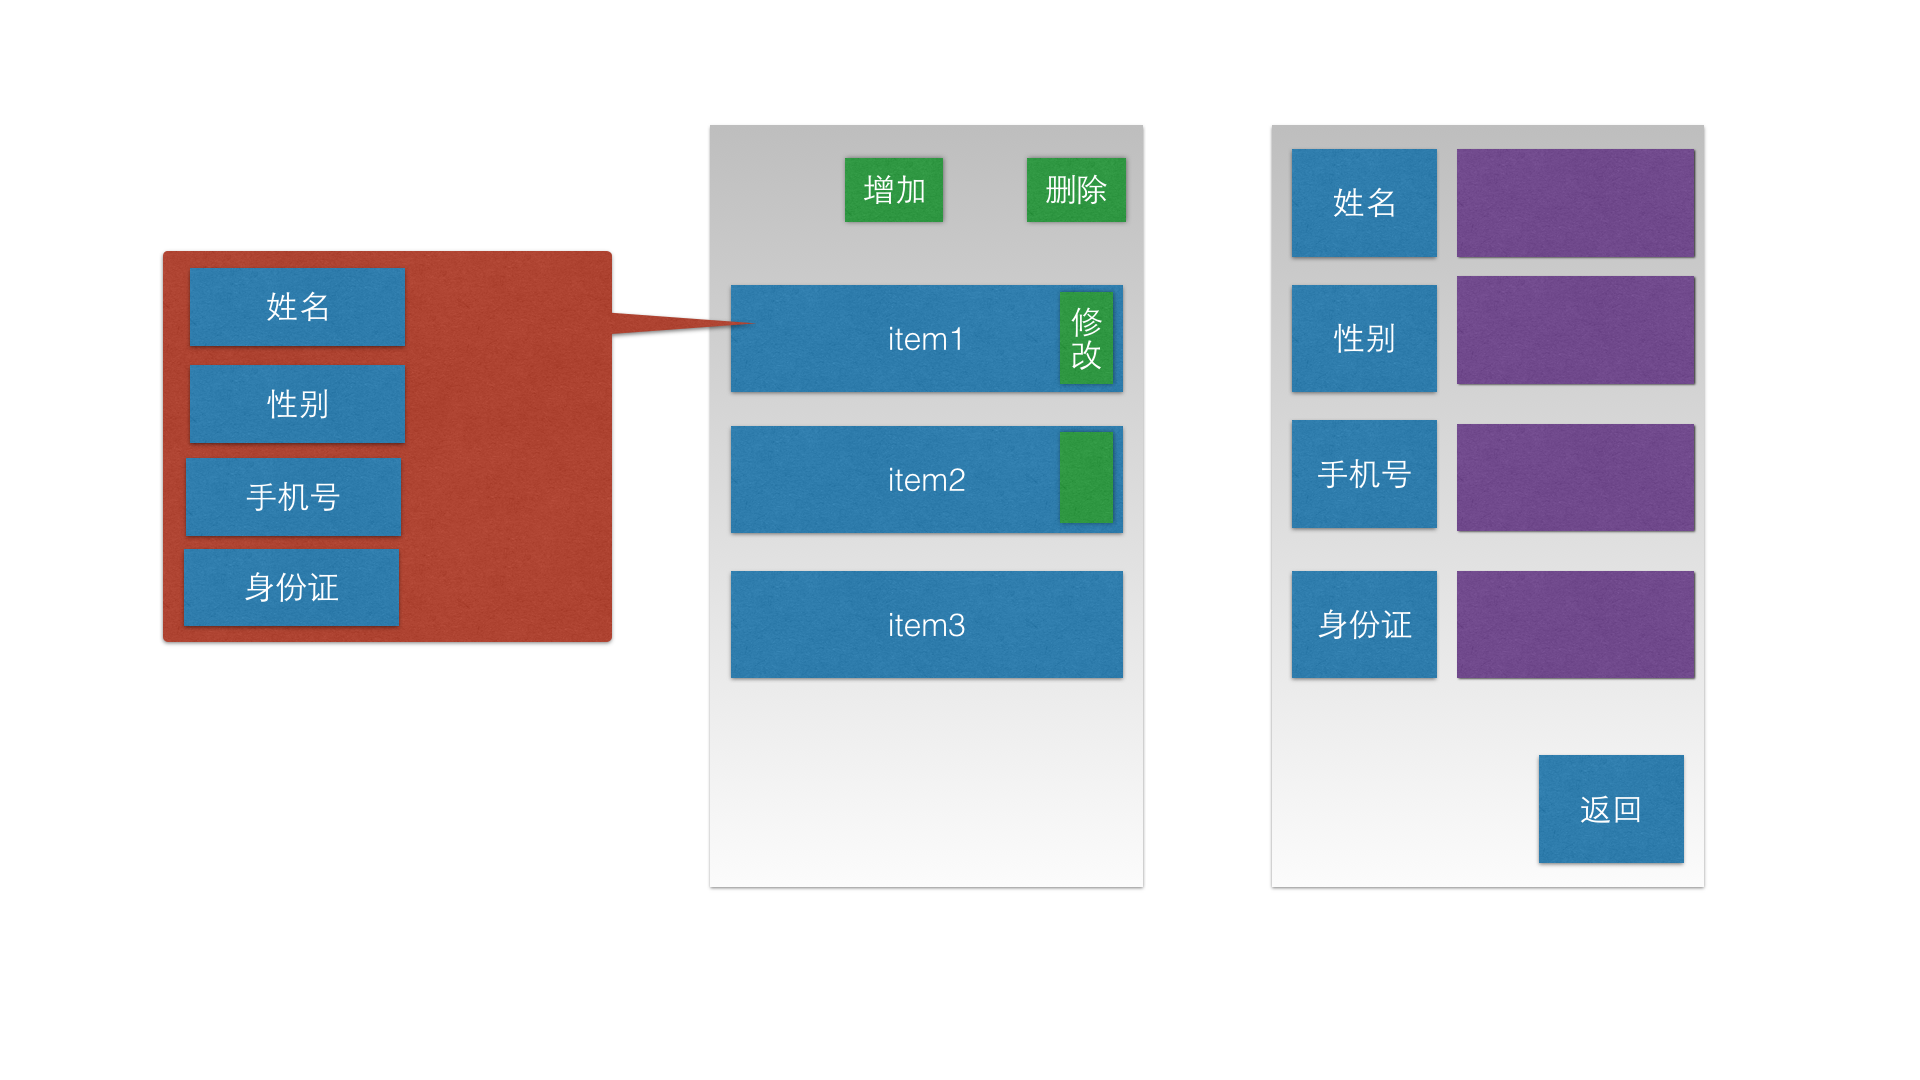 姓名
性别
手机号
身份证
增加
删除
item1
修
改
item2
item3
姓名
性别
手机号
身份证
返回